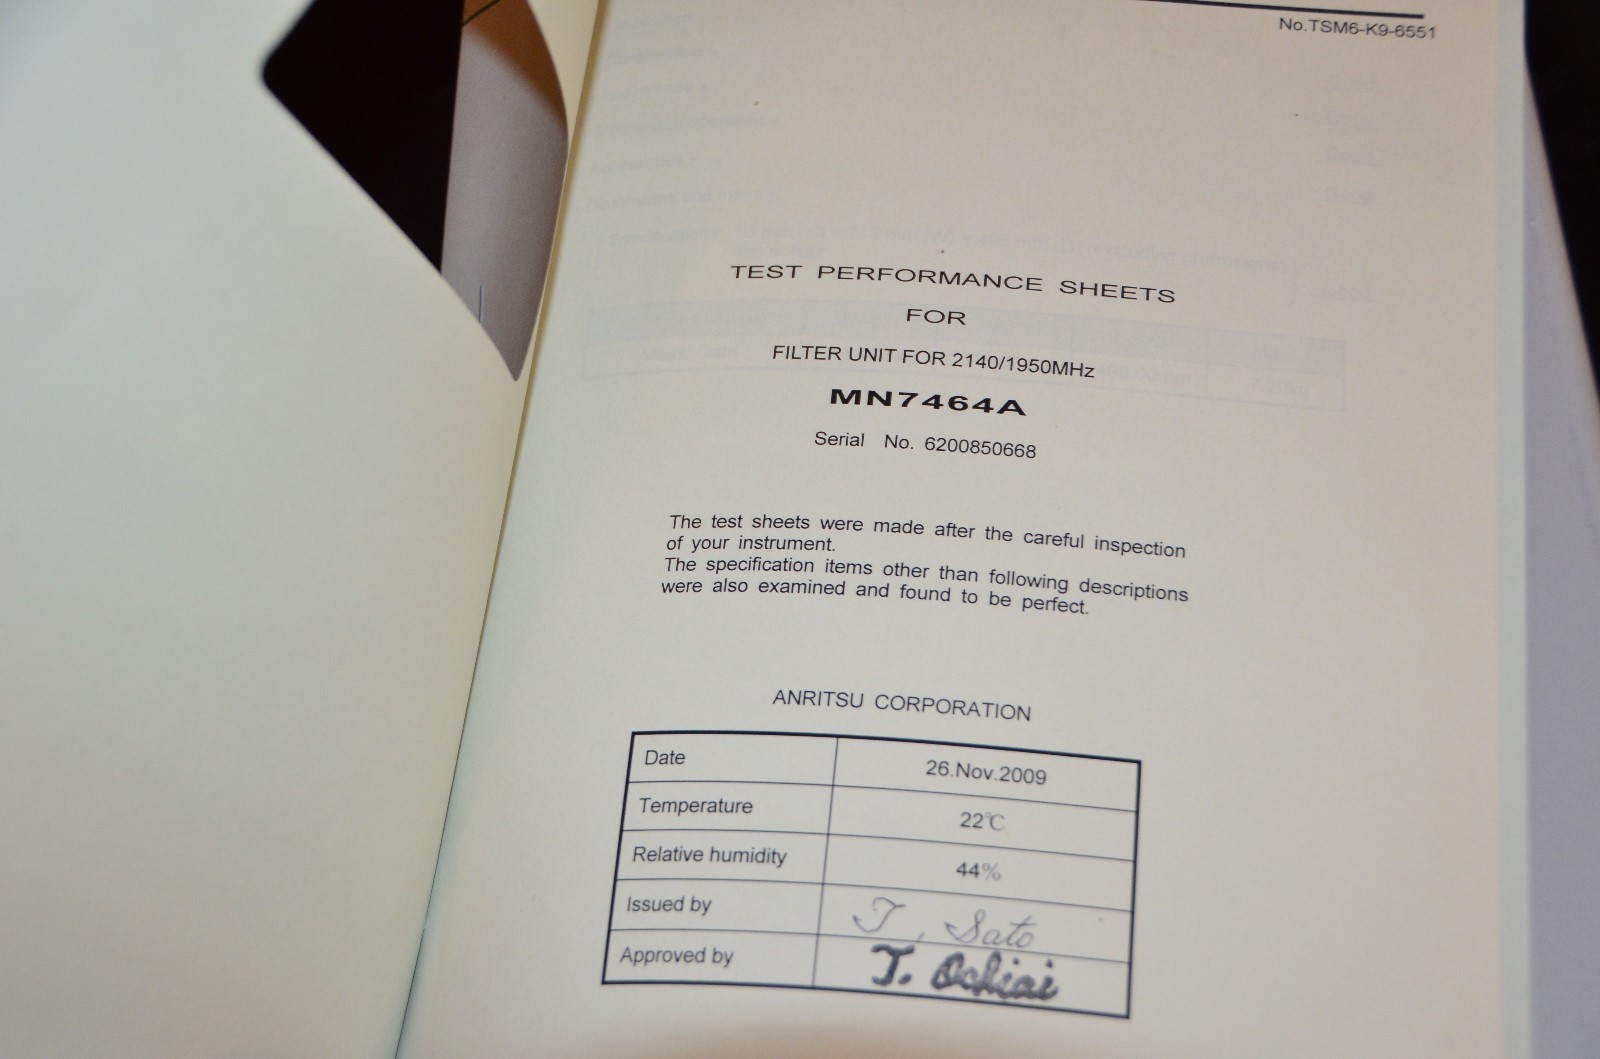 No.TSM6-K9-6551
TEST PERFORMANCE SHEETS
FOR
FILTER UNIT FOR 2140/1950MHz
MN7464A
Serial No. 6200850668
The test sheets were made after the careful inspection
of your instrument.
The specification items other than following descriptions
were also examined and found to be perfect.
ANRITSU CORPORATION
Date 26.Nov.2009
Temperature 22℃
Relative humidity 44%
Issued by T. Sato
Approved by T. Ochiai